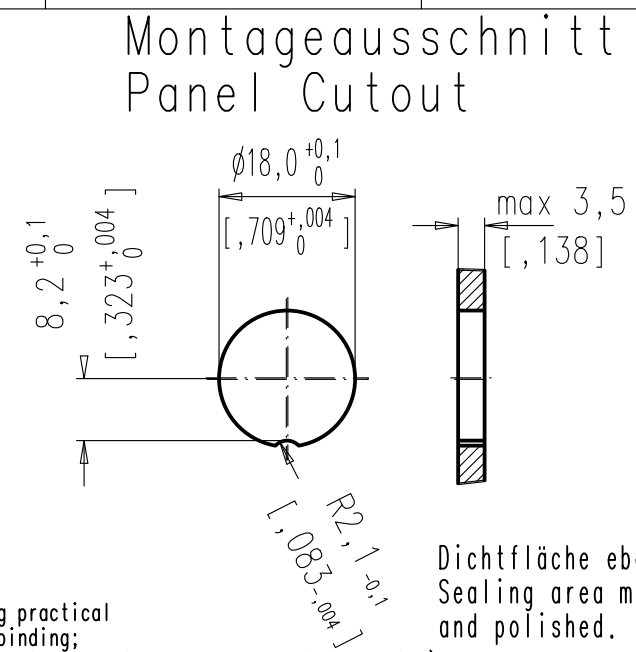 Montageausschnitt
Panel Cutout
ø18,0 +0,1 0
[,709 +,004 0 ]
max 3,5
[,138]
8,2 +0,1 0
[,323 +,004 0 ]
R2,1 -0,1
[,083 -,004 ]
Dichtfläche eb
Sealing area m
and polished.
g practical
binding;